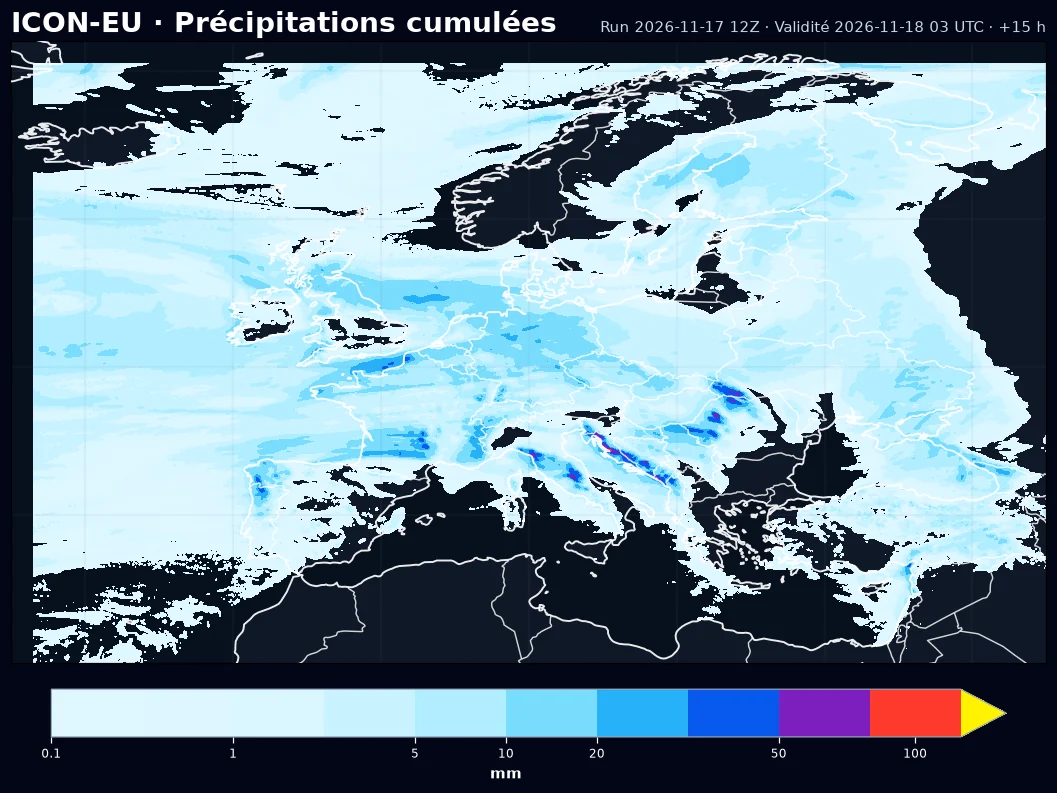 ICON-EU · Précipitations cumulées
Run 2026-11-17 12Z · Validité 2026-11-18 03 UTC · +15 h
0.1 1 5 10 20 50 100
mm